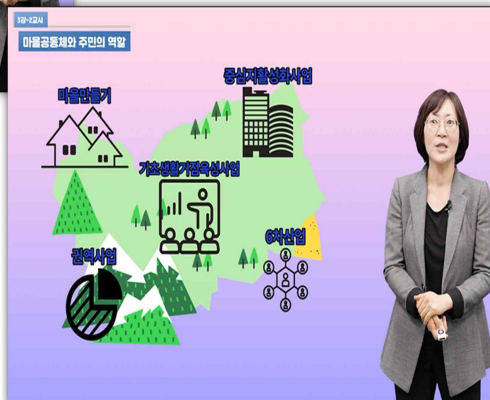 3강-2교시
마을공동체와 주민의 역할
중심지활성화사업
마을만들기
기초생활거점육성사업
6차산업
권역사업